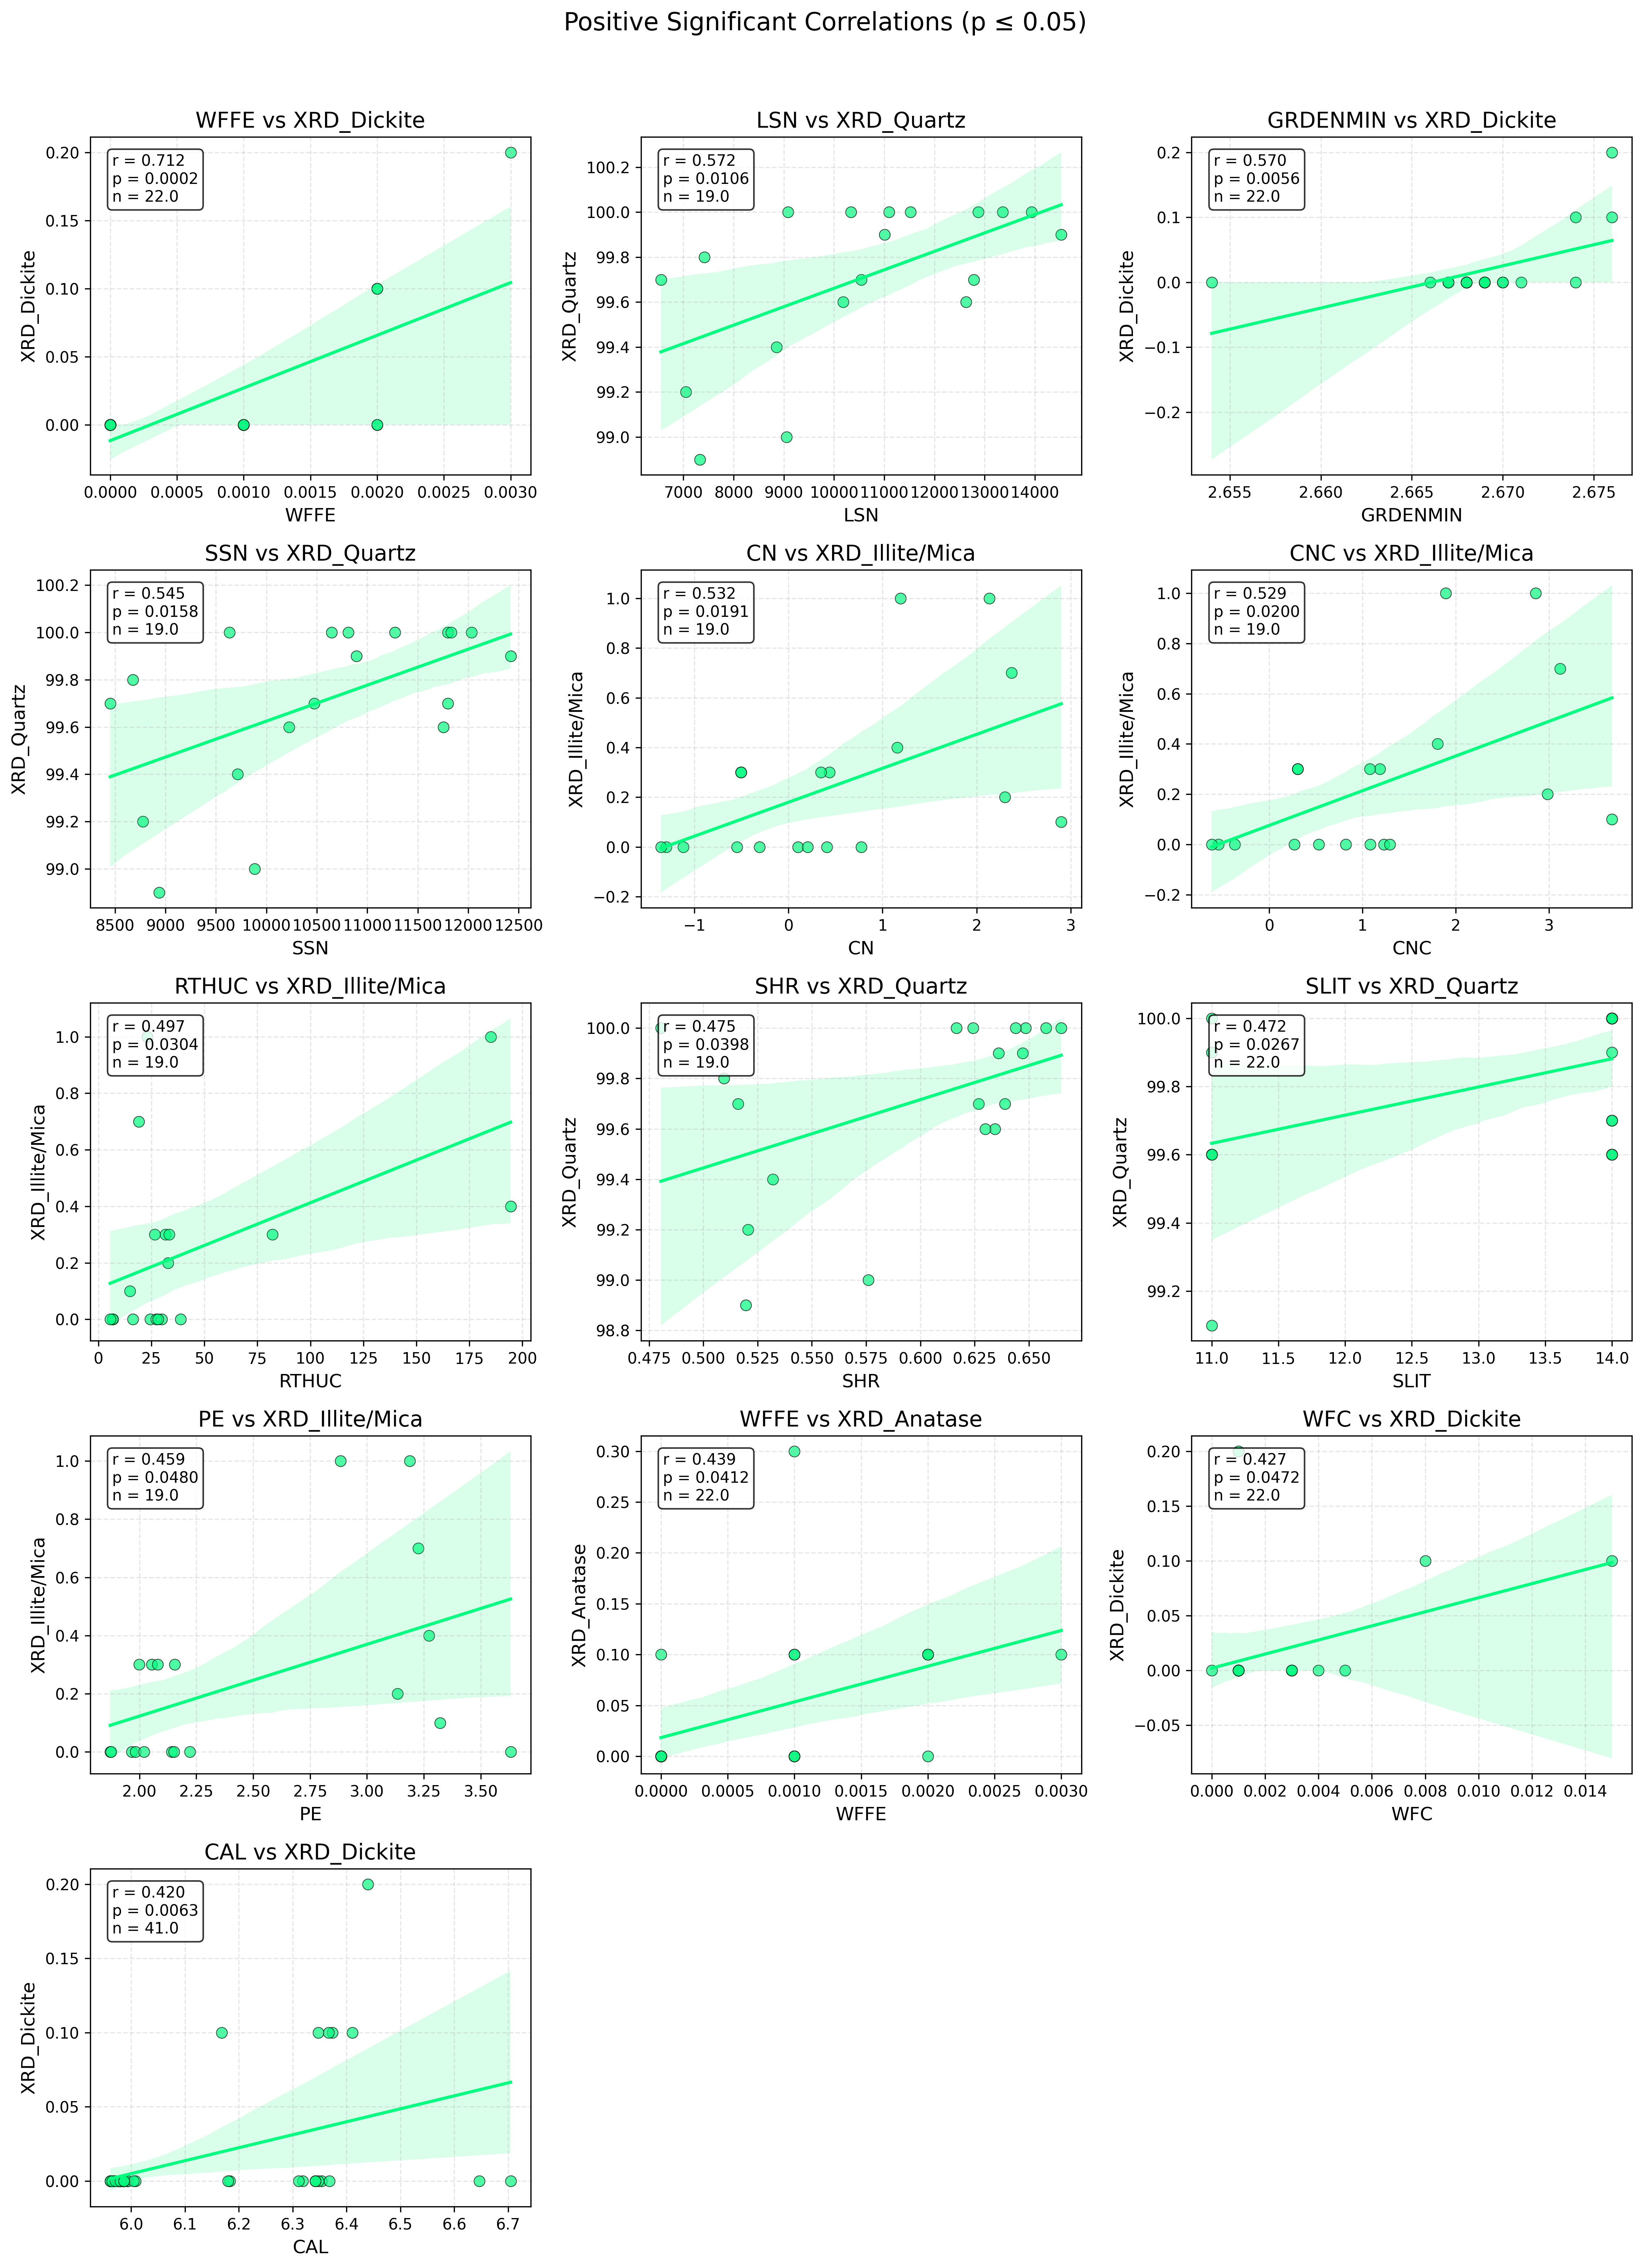 Positive Significant Correlations (p ≤ 0.05)
WFFE vs XRD_Dickite
r = 0.712
p = 0.0002
n = 22.0
XRD_Dickite
0.20
0.15
0.10
0.05
0.00
0.0000 0.0005 0.0010 0.0015 0.0020 0.0025 0.0030
WFFE
LSN vs XRD_Quartz
r = 0.572
p = 0.0106
n = 19.0
XRD_Quartz
100.2
100.0
99.8
99.6
99.4
99.2
99.0
7000 8000 9000 10000 11000 12000 13000 14000
LSN
GRDENMIN vs XRD_Dickite
r = 0.570
p = 0.0056
n = 22.0
XRD_Dickite
0.2
0.1
0.0
−0.1
−0.2
2.655 2.660 2.665 2.670 2.675
GRDENMIN
SSN vs XRD_Quartz
r = 0.545
p = 0.0158
n = 19.0
XRD_Quartz
100.2
100.0
99.8
99.6
99.4
99.2
99.0
8500 9000 9500 10000 10500 11000 11500 12000 12500
SSN
CN vs XRD_Illite/Mica
r = 0.532
p = 0.0191
n = 19.0
XRD_Illite/Mica
1.0
0.8
0.6
0.4
0.2
0.0
−0.2
−1 0 1 2 3
CN
CNC vs XRD_Illite/Mica
r = 0.529
p = 0.0200
n = 19.0
XRD_Illite/Mica
1.0
0.8
0.6
0.4
0.2
0.0
−0.2
0 1 2 3
CNC
RTHUC vs XRD_Illite/Mica
r = 0.497
p = 0.0304
n = 19.0
XRD_Illite/Mica
1.0
0.8
0.6
0.4
0.2
0.0
0 25 50 75 100 125 150 175 200
RTHUC
SHR vs XRD_Quartz
r = 0.475
p = 0.0398
n = 19.0
XRD_Quartz
100.0
99.8
99.6
99.4
99.2
99.0
98.8
0.475 0.500 0.525 0.550 0.575 0.600 0.625 0.650
SHR
SLIT vs XRD_Quartz
r = 0.472
p = 0.0267
n = 22.0
XRD_Quartz
100.0
99.8
99.6
99.4
99.2
11.0 11.5 12.0 12.5 13.0 13.5 14.0
SLIT
PE vs XRD_Illite/Mica
r = 0.459
p = 0.0480
n = 19.0
XRD_Illite/Mica
1.0
0.8
0.6
0.4
0.2
0.0
2.00 2.25 2.50 2.75 3.00 3.25 3.50
PE
WFFE vs XRD_Anatase
r = 0.439
p = 0.0412
n = 22.0
XRD_Anatase
0.30
0.25
0.20
0.15
0.10
0.05
0.00
0.0000 0.0005 0.0010 0.0015 0.0020 0.0025 0.0030
WFFE
WFC vs XRD_Dickite
r = 0.427
p = 0.0472
n = 22.0
XRD_Dickite
0.20
0.15
0.10
0.05
0.00
−0.05
0.000 0.002 0.004 0.006 0.008 0.010 0.012 0.014
WFC
CAL vs XRD_Dickite
r = 0.420
p = 0.0063
n = 41.0
XRD_Dickite
0.20
0.15
0.10
0.05
0.00
6.0 6.1 6.2 6.3 6.4 6.5 6.6 6.7
CAL